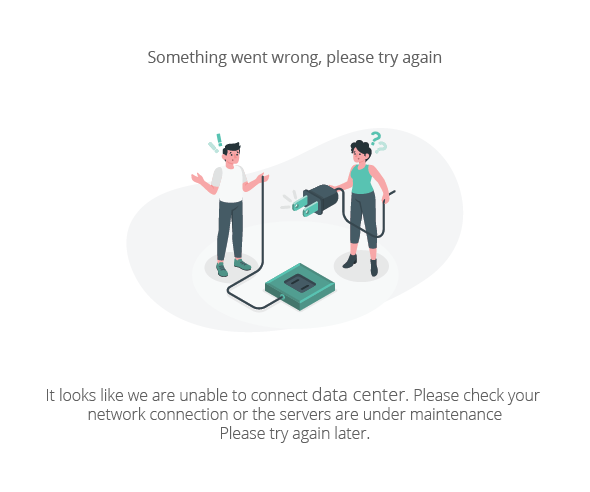 Something went wrong, please try again
It looks like we are unable to connect data center. Please check your
network connection or the servers are under maintenance
Please try again later.